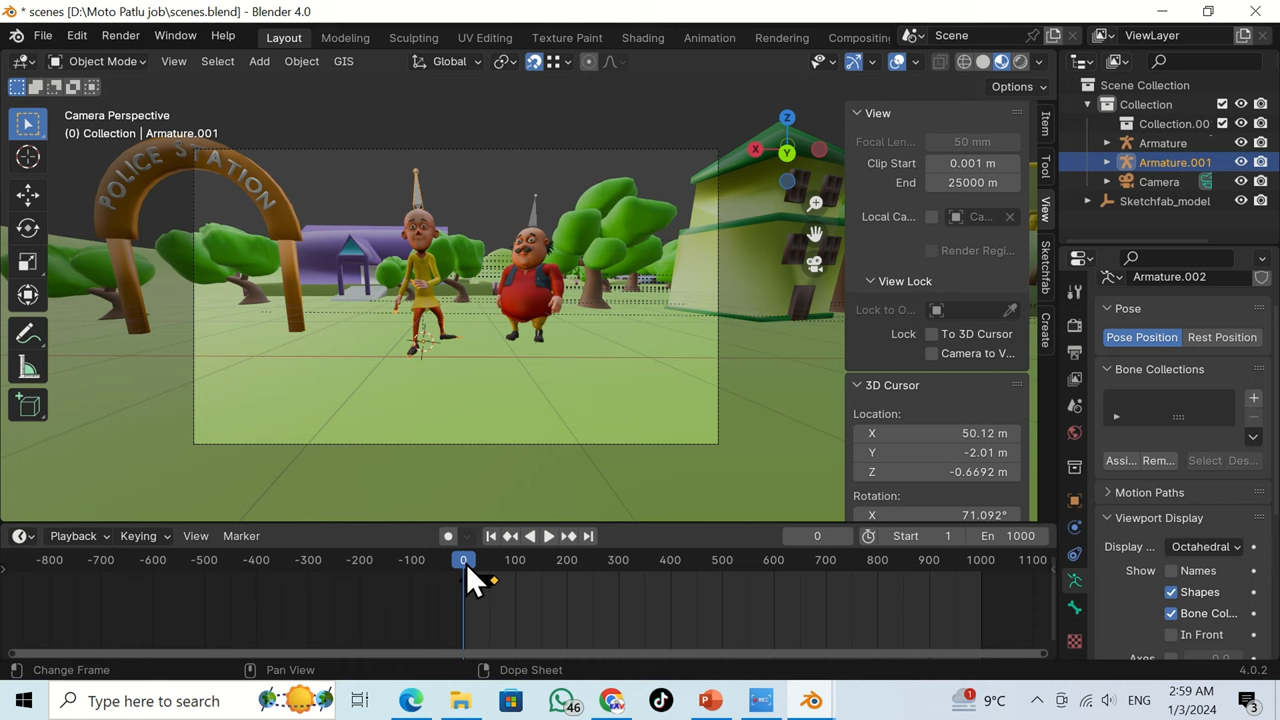 * scenes [D:\Moto Patlu job\scenes.blend] - Blender 4.0
File Edit Render Window Help Layout Modeling Sculpting UV Editing Texture Paint Shading Animation Rendering Compositing Scene ViewLayer
Object Mode View Select Add Object GIS Global
Options
Camera Perspective
(0) Collection | Armature.001
POLICE STATION
Z
X
Y
View
Focal Len... 50 mm
Clip Start 0.001 m
End 25000 m
Local Ca... Ca...
Render Regi...
View Lock
Lock to O...
Lock To 3D Cursor
Camera to V...
3D Cursor
Location:
X 50.12 m
Y -2.01 m
Z -0.6692 m
Rotation:
X 71.092°
Item
Tool
View
Sketchfab
Create
Scene Collection
Collection
Collection.00
Armature
Armature.001
Camera
Sketchfab_model
Armature.002
Pose
Pose Position Rest Position
Bone Collections
Assi... Rem... Select Des...
Motion Paths
Viewport Display
Display ... Octahedral
Show Names
Shapes
Bone Col...
In Front
Playback Keying View Marker 0 Start 1 En 1000
-800 -700 -600 -500 -400 -300 -200 -100 0 100 200 300 400 500 600 700 800 900 1000 1100
Change Frame Pan View Dope Sheet 4.0.2
Type here to search 46 1 9°C ENG 2:59 AM
1/3/2024 3